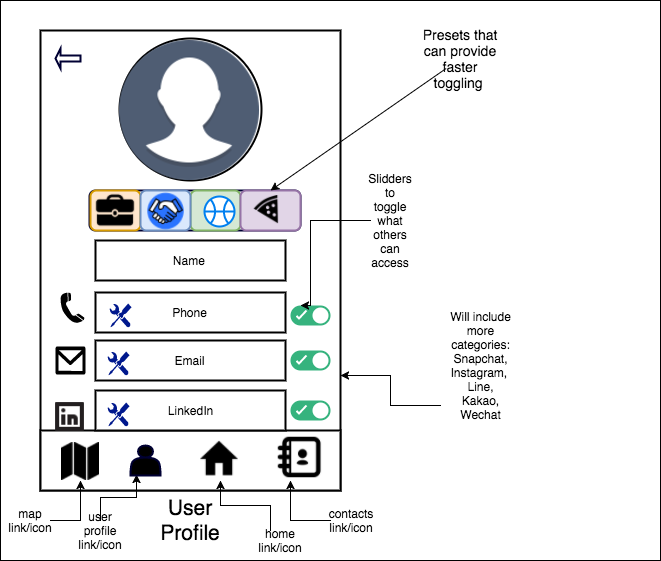 Presets that
can provide
faster
toggling
Slidders
to
toggle
what
others
can
access
Name
Phone
Will include
more
categories:
Snapchat,
Instagram,
Line,
Kakao,
Wechat
Email
LinkedIn
in
map
link/icon
user
profile
link/icon
User
Profile
home
link/icon
contacts
link/icon